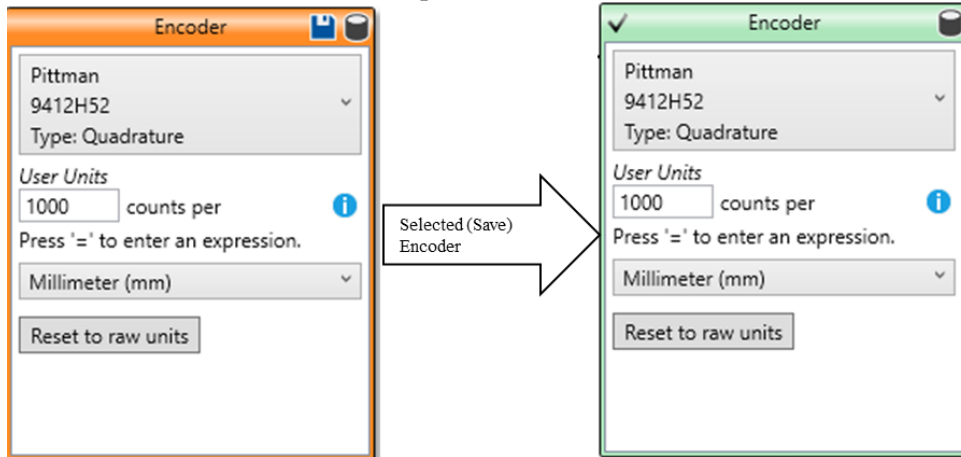 Encoder
Pittman
9412H52
Type: Quadrature
User Units
1000 counts per
Press '=' to enter an expression.
Millimeter (mm)
Reset to raw units
Selected (Save)
Encoder
Encoder
Pittman
9412H52
Type: Quadrature
User Units
1000 counts per
Press '=' to enter an expression.
Millimeter (mm)
Reset to raw units